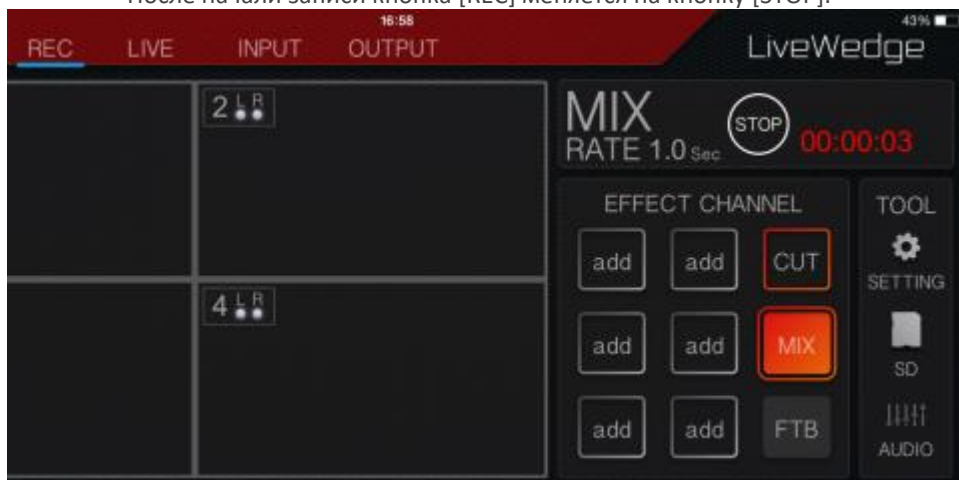 После начали записи кнопка [REC] меняется на кнопку [STOP].
16:58
43%
REC LIVE INPUT OUTPUT
LiveWedge
2 L R
MIX
RATE 1.0 Sec
STOP
00:00:03
EFFECT CHANNEL
TOOL
add add CUT
SETTING
4 L R
add add MIX
SD
add add FTB
AUDIO